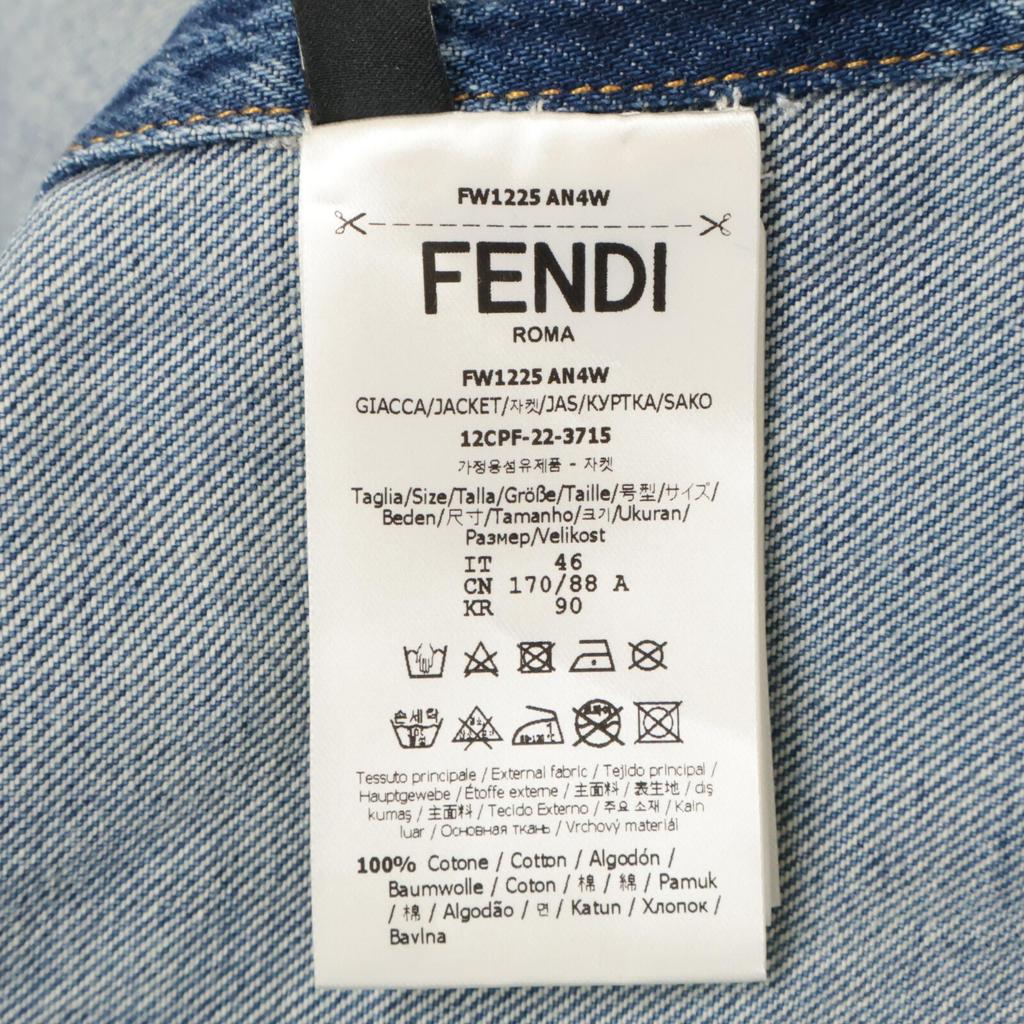 FW1225 AN4W
FENDI
ROMA
FW1225 AN4W
GIACCA/JACKET/자켓/JAS/КУРТКА/SAKO
12CPF-22-3715
가정용섬유제품 - 자켓
Taglia/Size/Talla/Größe/Taille/号型/サイズ/
Beden/尺寸/Tamanho/크기/Ukuran/
Размер/Velikost
IT 46
CN 170/88 A
KR 90
손세탁
Tessuto principale / External fabric / Tejido principal /
Hauptgewebe / Étoffe externe / 主面料 / 表生地 / dış
kumaş / 主面料 / Tecido Externo / 주요 소재 / Kain
luar / Основная ткань / Vrchový materiál
100% Cotone / Cotton / Algodón /
Baumwolle / Coton / 棉 / 綿 / Pamuk
/ 棉 / Algodão / 면 / Katun / Хлопок /
Bavlna